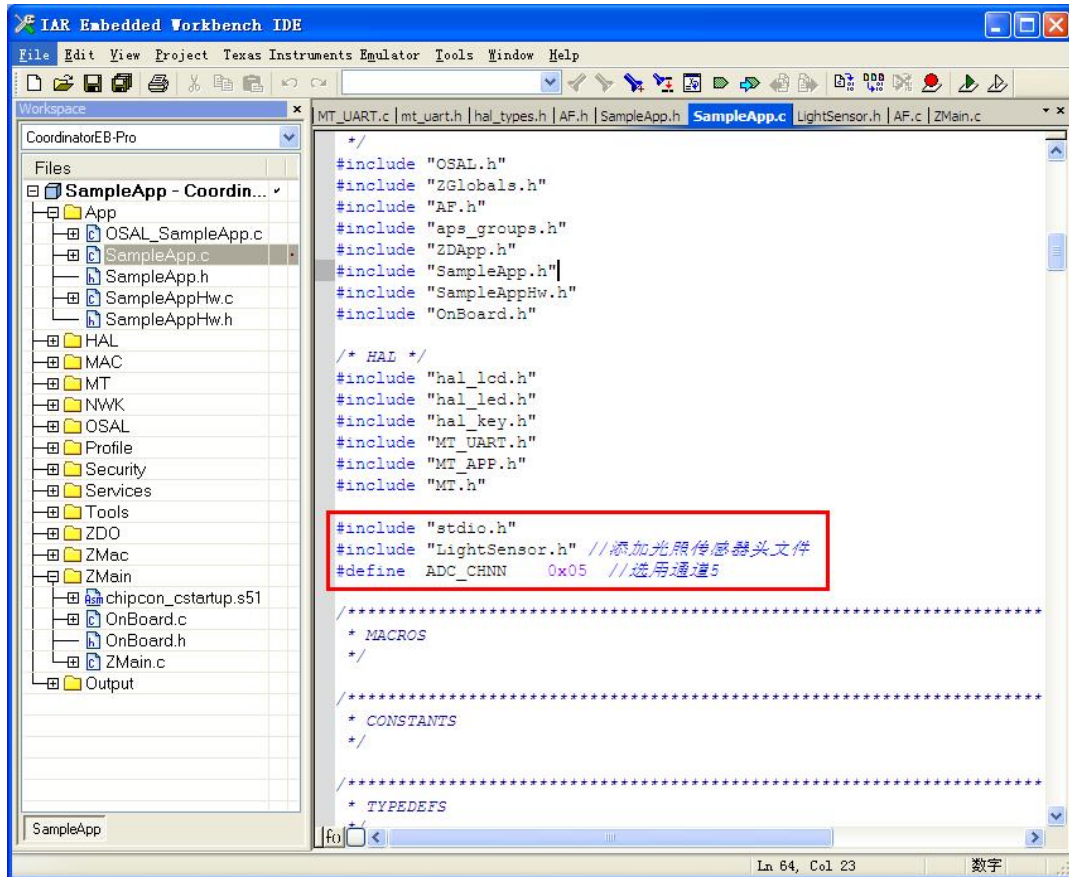 IAR Embedded Workbench IDE
File Edit View Project Texas Instruments Emulator Tools Window Help
Workspace
CoordinatorEB-Pro
Files
SampleApp - Coordin...
App
OSAL_SampleApp.c
SampleApp.c
SampleApp.h
SampleAppHw.c
SampleAppHw.h
HAL
MAC
MT
NWK
OSAL
Profile
Security
Services
Tools
ZDO
ZMac
ZMain
chipcon_cstartup.s51
OnBoard.c
OnBoard.h
ZMain.c
Output
SampleApp
MT_UART.c | mt_uart.h | hal_types.h | AF.h | SampleApp.h SampleApp.c LightSensor.h | AF.c | ZMain.c
*/
#include "OSAL.h"
#include "ZGlobals.h"
#include "AF.h"
#include "aps_groups.h"
#include "ZDApp.h"
#include "SampleApp.h"
#include "SampleAppHw.h"
#include "OnBoard.h"
/* HAL */
#include "hal_lcd.h"
#include "hal_led.h"
#include "hal_key.h"
#include "MT_UART.h"
#include "MT_APP.h"
#include "MT.h"
#include "stdio.h"
#include "LightSensor.h" //添加光照传感器头文件
#define ADC_CHNN 0x05 //选用通道5
/*********************************************************************
* MACROS
*/
/*********************************************************************
* CONSTANTS
*/
/*********************************************************************
* TYPEDEFS
*/
Ln 64, Col 23 数字